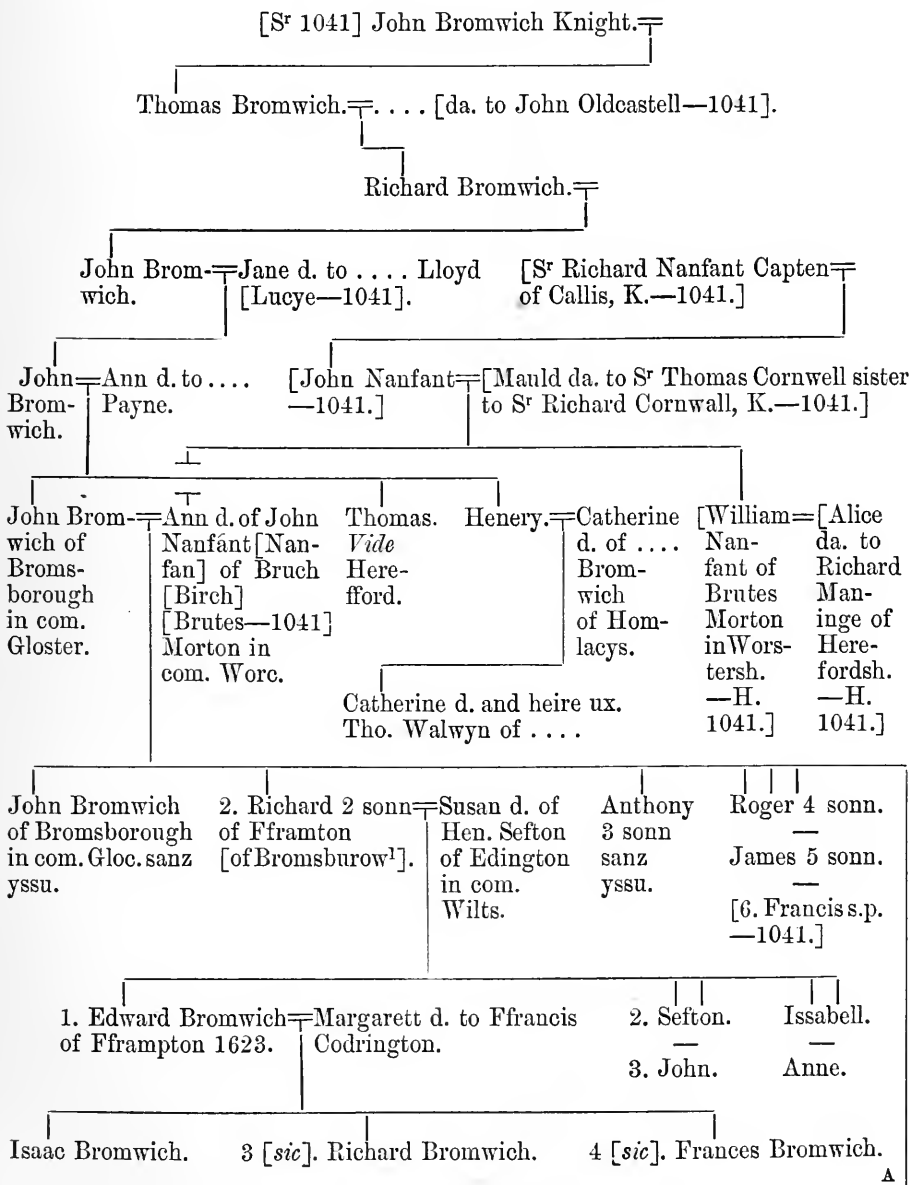 [Sʳ 1041] John Bromwich Knight.
Thomas Bromwich. . . . . [da. to John Oldcastell—1041].
Richard Bromwich.
John Brom-
wich.
Jane d. to . . . . Lloyd
[Lucye—1041].
[Sʳ Richard Nanfant Capten
of Callis, K.—1041.]
John
Brom-
wich.
Ann d. to . . . .
Payne.
[John Nanfant
—1041.]
[Mauld da. to Sʳ Thomas Cornwell sister
to Sʳ Richard Cornwall, K.—1041.]
John Brom-
wich of
Broms-
borough
in com.
Gloster.
Ann d. of John
Nanfánt [Nan-
fan] of Bruch
[Birch]
[Brutes—1041]
Morton in
com. Worc.
Thomas.
Vide
Here-
fford.
Henery.
Catherine
d. of . . . .
Brom-
wich
of Hom-
lacys.
[William
Nan-
fant of
Brutes
Morton
in Wors-
tersh.
—H.
1041.]
[Alice
da. to
Richard
Man-
inge of
Here-
fordsh.
—H.
1041.]
Catherine d. and heire ux.
Tho. Walwyn of . . . .
John Bromwich
of Bromsborough
in com. Gloc. sanz
yssu.
2. Richard 2 sonn
of Fframton
[of Bromsburow¹].
Susan d. of
Hen. Sefton
of Edington
in com.
Wilts.
Anthony
3 sonn
sanz
yssu.
Roger 4 sonn.
—
James 5 sonn.
—
[6. Francis s.p.
—1041.]
1. Edward Bromwich
of Fframpton 1623.
Margarett d. to Ffrancis
Codrington.
2. Sefton.
—
3. John.
Issabell.
—
Anne.
Isaac Bromwich.
3 [sic]. Richard Bromwich.
4 [sic]. Frances Bromwich.
A